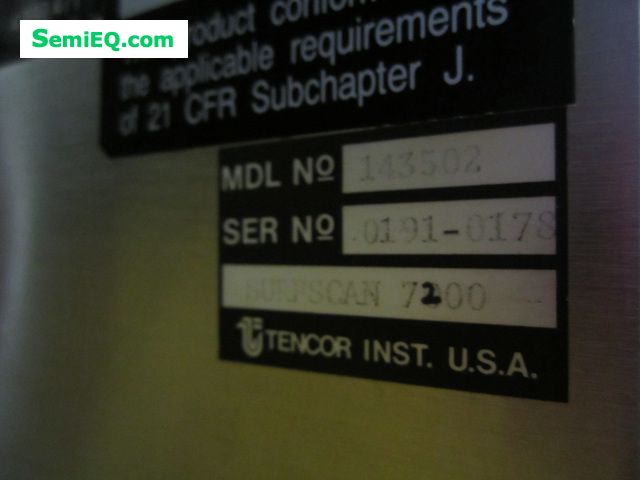 SemiEQ.com
product
the applicable requirements
of 21 CFR Subchapter J.
MDL Nº 143502
SER Nº 0191-0178
SURFSCAN 7200
TENCOR INST. U.S.A.